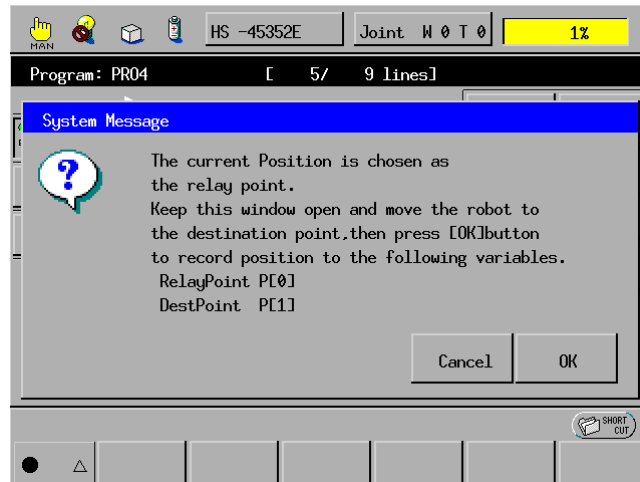 MAN
HS -45352E
Joint W 0 T 0
1%
Program: PRO4 [ 5/ 9 lines]
System Message
?
The current Position is chosen as
the relay point.
Keep this window open and move the robot to
the destination point,then press [OK]button
to record position to the following variables.
RelayPoint P[0]
DestPoint P[1]
Cancel
OK
SHORT
CUT